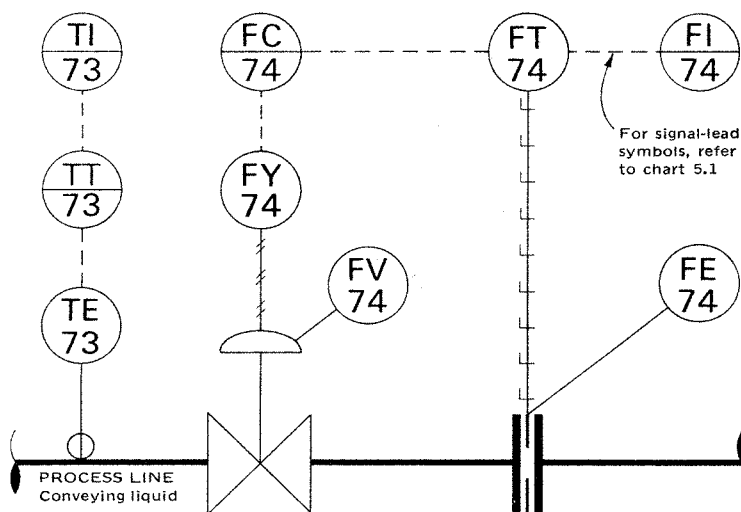 TI
73
FC
74
FT
74
FI
74
For signal-lead
symbols, refer
to chart 5.1
TT
73
FY
74
FV
74
FE
74
TE
73
PROCESS LINE
Conveying liquid